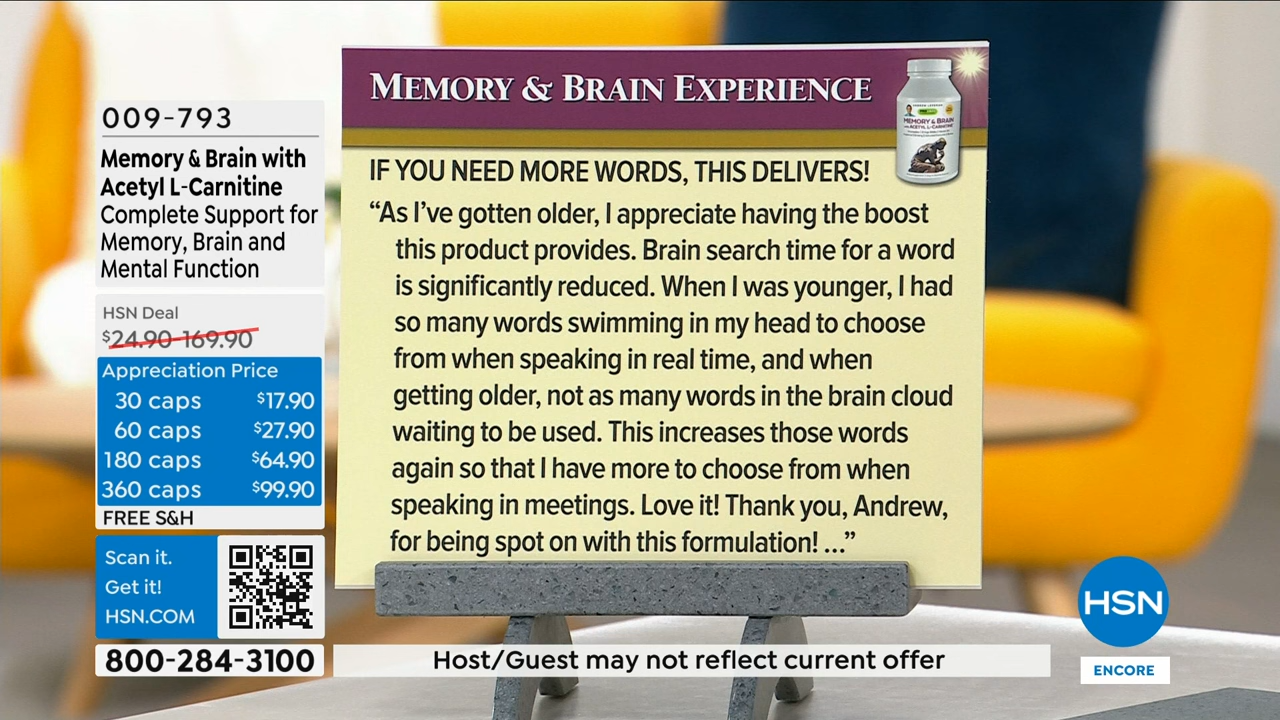 009-793
Memory & Brain with
Acetyl L-Carnitine
Complete Support for
Memory, Brain and
Mental Function
HSN Deal
$24.90-169.90
Appreciation Price
30 caps $17.90
60 caps $27.90
180 caps $64.90
360 caps $99.90
FREE S&H
Scan it.
Get it!
HSN.COM
800-284-3100
MEMORY & BRAIN EXPERIENCE
MEMORY & BRAIN
ACETYL L-CARNITINE
IF YOU NEED MORE WORDS, THIS DELIVERS!
“As I’ve gotten older, I appreciate having the boost
this product provides. Brain search time for a word
is significantly reduced. When I was younger, I had
so many words swimming in my head to choose
from when speaking in real time, and when
getting older, not as many words in the brain cloud
waiting to be used. This increases those words
again so that I have more to choose from when
speaking in meetings. Love it! Thank you, Andrew,
for being spot on with this formulation! ...”
Host/Guest may not reflect current offer
HSN
ENCORE